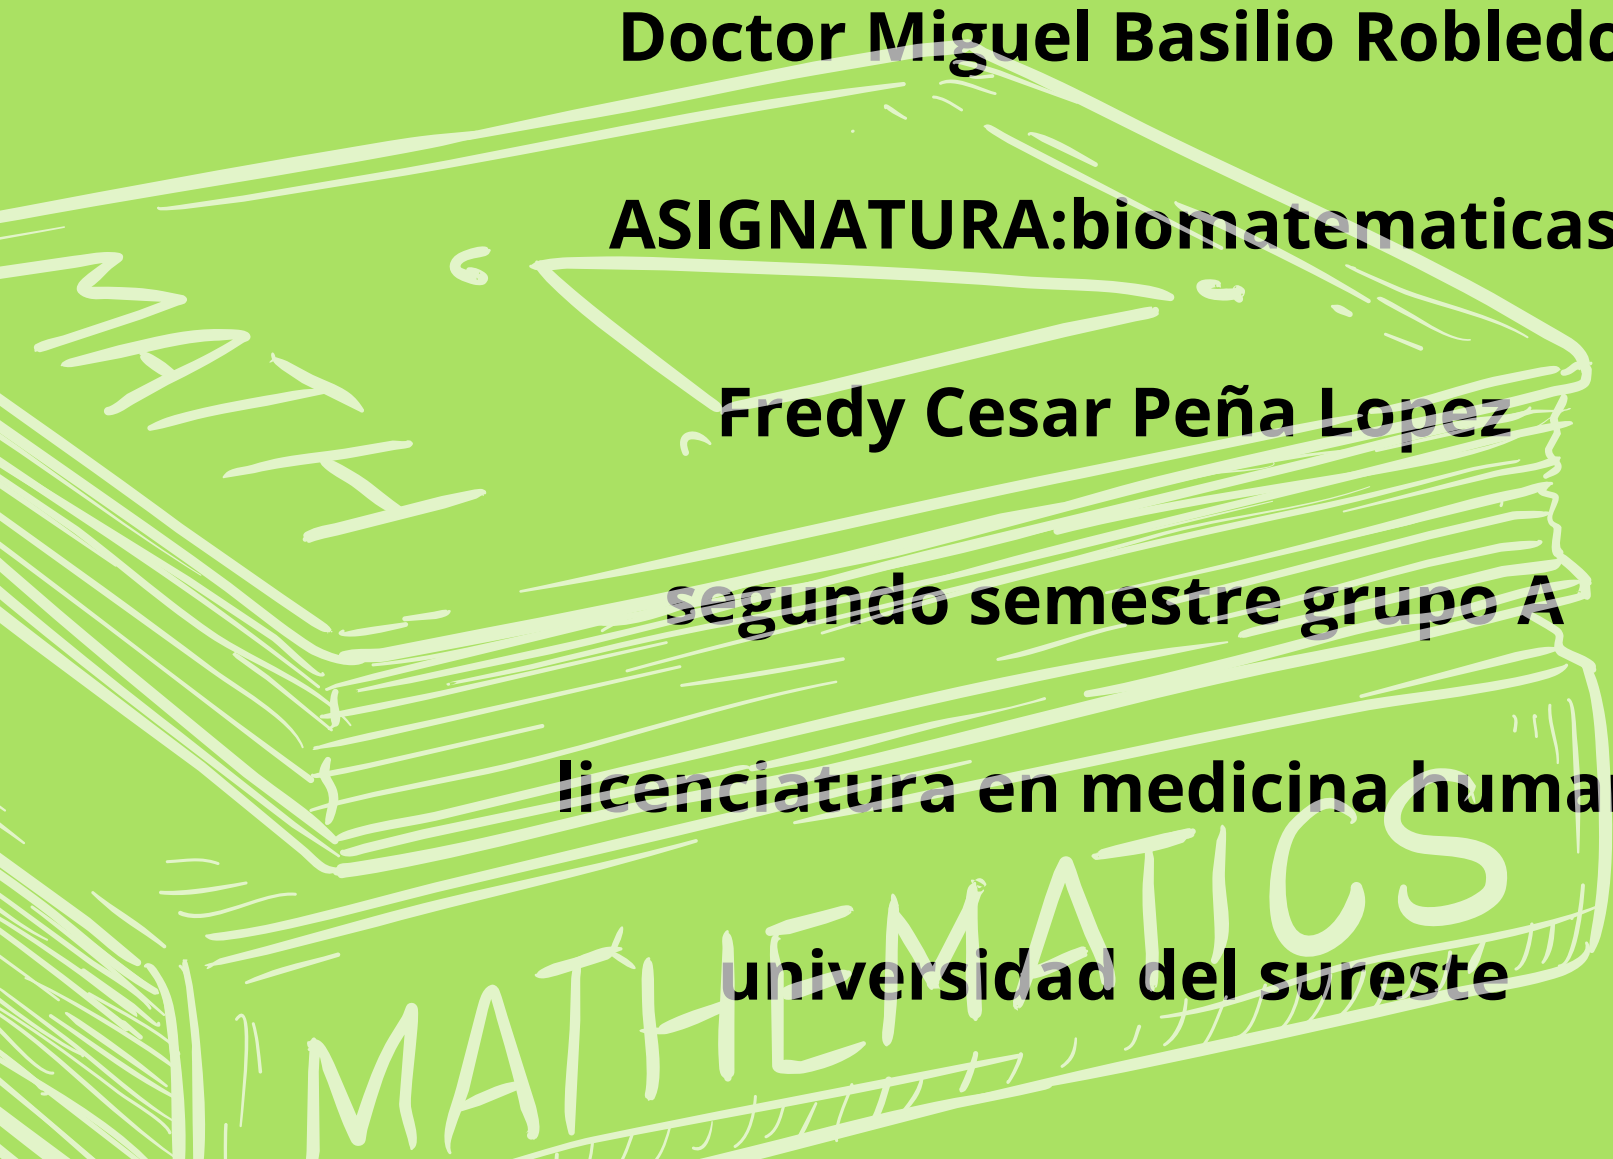 Doctor Miguel Basilio Robledo
ASIGNATURA:biomatematicas
MATH
Fredy Cesar Peña Lopez
segundo semestre grupo A
licenciatura en medicina
universidad del sureste
MATHEMATICS